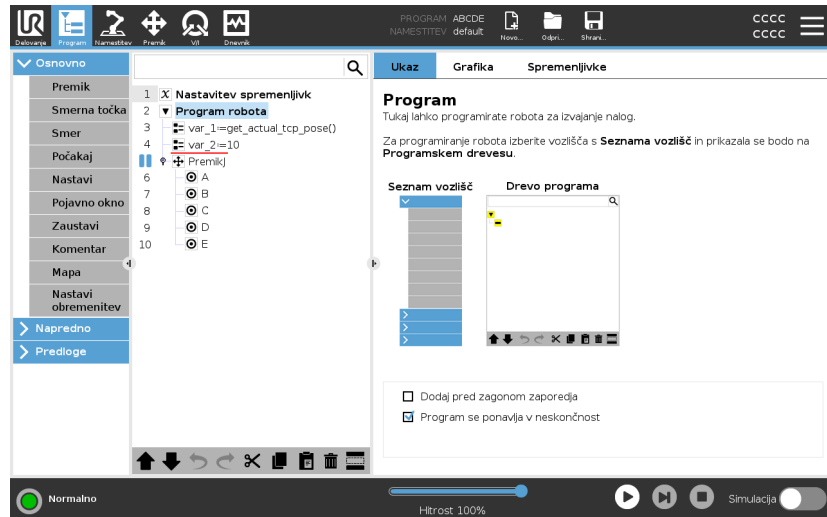 PROGRAM ABCDE
NAMESTITEV default
cccc
cccc
Delovanje Program Namestitev Premik V/I Dnevnik Novo... Odpri... Shrani...
Osnovno
Premik
Smerna točka
Smer
Počakaj
Nastavi
Pojavno okno
Zaustavi
Komentar
Mapa
Nastavi
obremenitev
Napredno
Predloge
1 X Nastavitev spremenljivk
2 Program robota
3 var_1≔get_actual_tcp_pose()
4 var_2≔10
PremikJ
6 A
7 B
8 C
9 D
10 E
Ukaz Grafika Spremenljivke
Program
Tukaj lahko programirate robota za izvajanje nalog.
Za programiranje robota izberite vozlišča s Seznama vozlišč in prikazala se bodo na
Programskem drevesu.
Seznam vozlišč Drevo programa
Dodaj pred zagonom zaporedja
Program se ponavlja v neskončnost
Normalno
Hitrost 100%
Simulacija